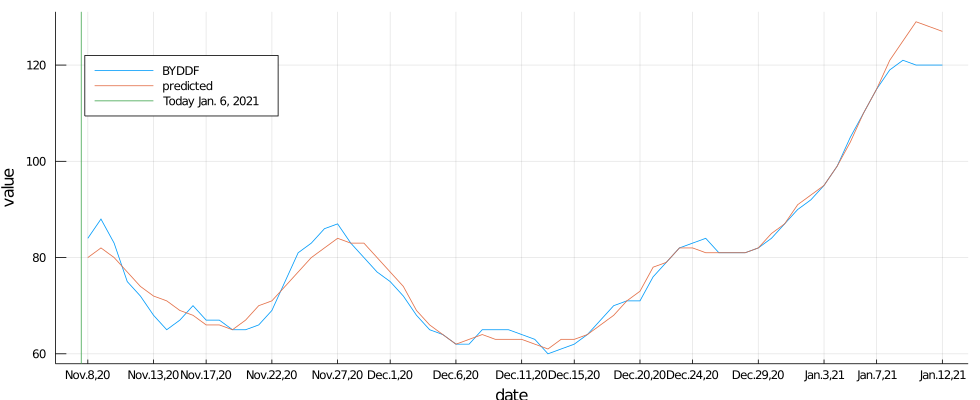 120
100
80
60
value
BYDDF
predicted
Today Jan. 6, 2021
Nov.8,20 Nov.13,20 Nov.17,20 Nov.22,20 Nov.27,20 Dec.1,20 Dec.6,20 Dec.11,20 Dec.15,20 Dec.20,20 Dec.24,20 Dec.29,20 Jan.3,21 Jan.7,21 Jan.12,21
date